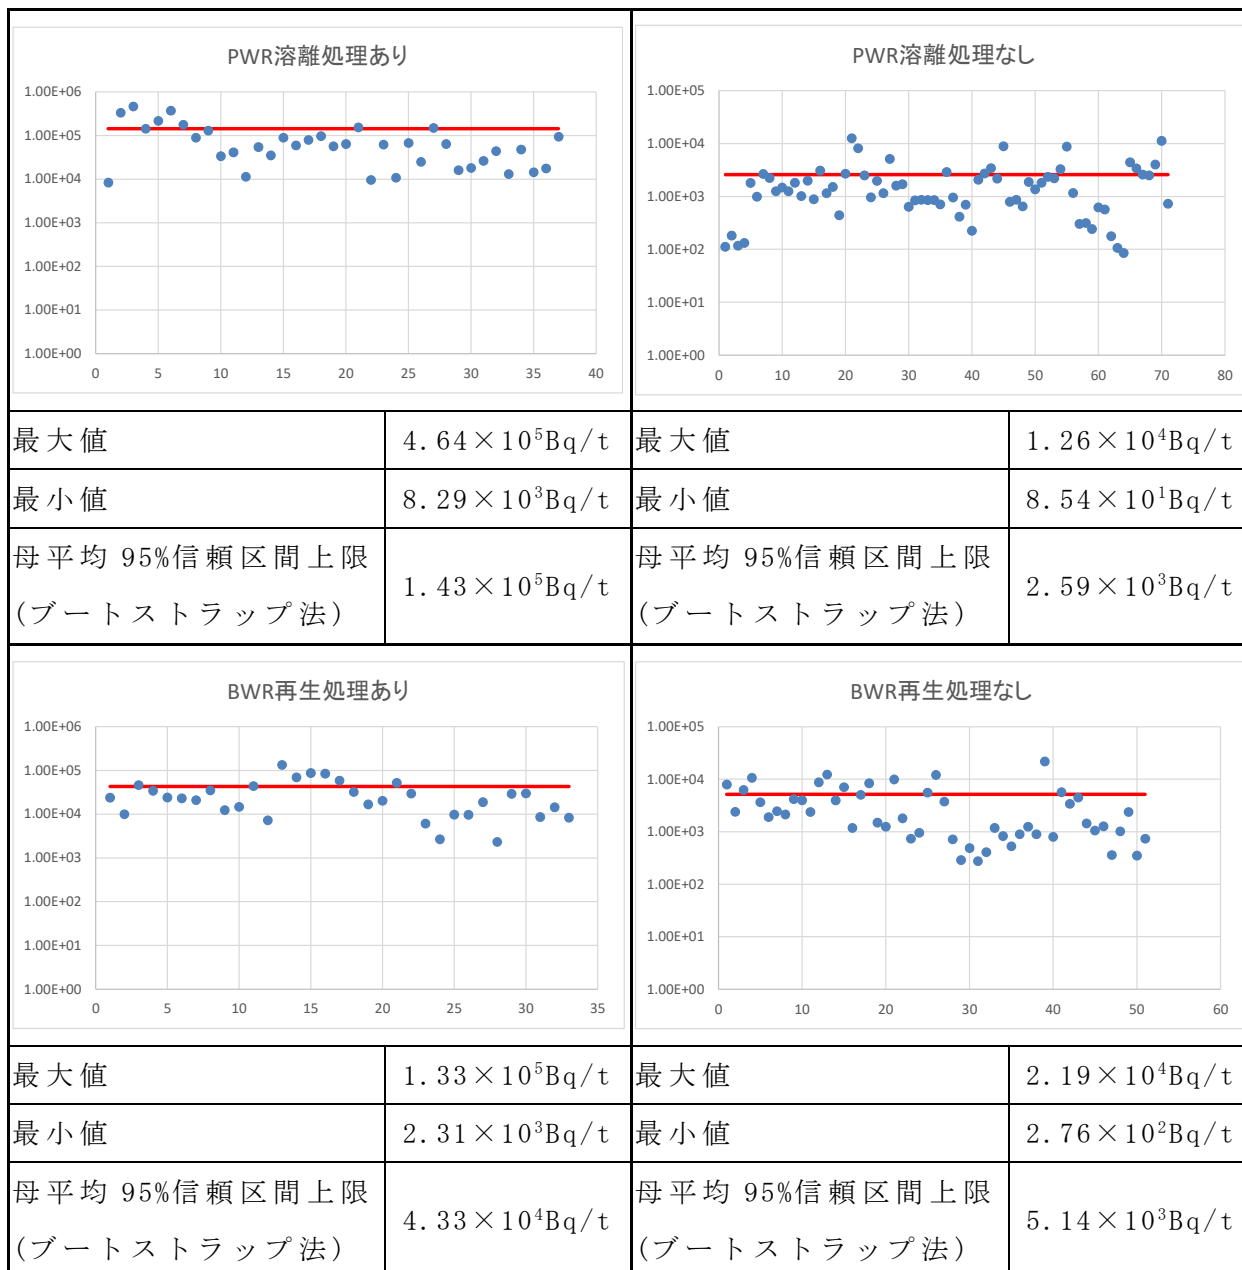 PWR溶離処理あり
1.00E+06
1.00E+05
1.00E+04
1.00E+03
1.00E+02
1.00E+01
1.00E+00
0 5 10 15 20 25 30 35 40
最大値 4.64×10⁵Bq/t
最小値 8.29×10³Bq/t
母平均 95%信頼区間上限
(ブートストラップ法) 1.43×10⁵Bq/t
PWR溶離処理なし
1.00E+05
1.00E+04
1.00E+03
1.00E+02
1.00E+01
1.00E+00
0 10 20 30 40 50 60 70 80
最大値 1.26×10⁴Bq/t
最小値 8.54×10¹Bq/t
母平均 95%信頼区間上限
(ブートストラップ法) 2.59×10³Bq/t
BWR再生処理あり
1.00E+06
1.00E+05
1.00E+04
1.00E+03
1.00E+02
1.00E+01
1.00E+00
0 5 10 15 20 25 30 35
最大値 1.33×10⁵Bq/t
最小値 2.31×10³Bq/t
母平均 95%信頼区間上限
(ブートストラップ法) 4.33×10⁴Bq/t
BWR再生処理なし
1.00E+05
1.00E+04
1.00E+03
1.00E+02
1.00E+01
1.00E+00
0 10 20 30 40 50 60
最大値 2.19×10⁴Bq/t
最小値 2.76×10²Bq/t
母平均 95%信頼区間上限
(ブートストラップ法) 5.14×10³Bq/t